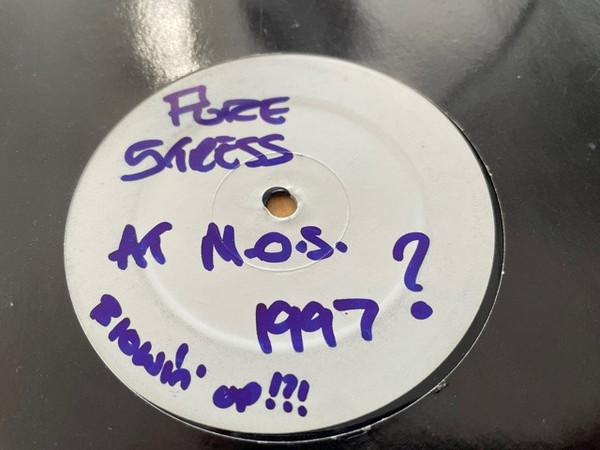 PURE
STRESS
AT N.O.S.
1997?
Blowin' up!!!